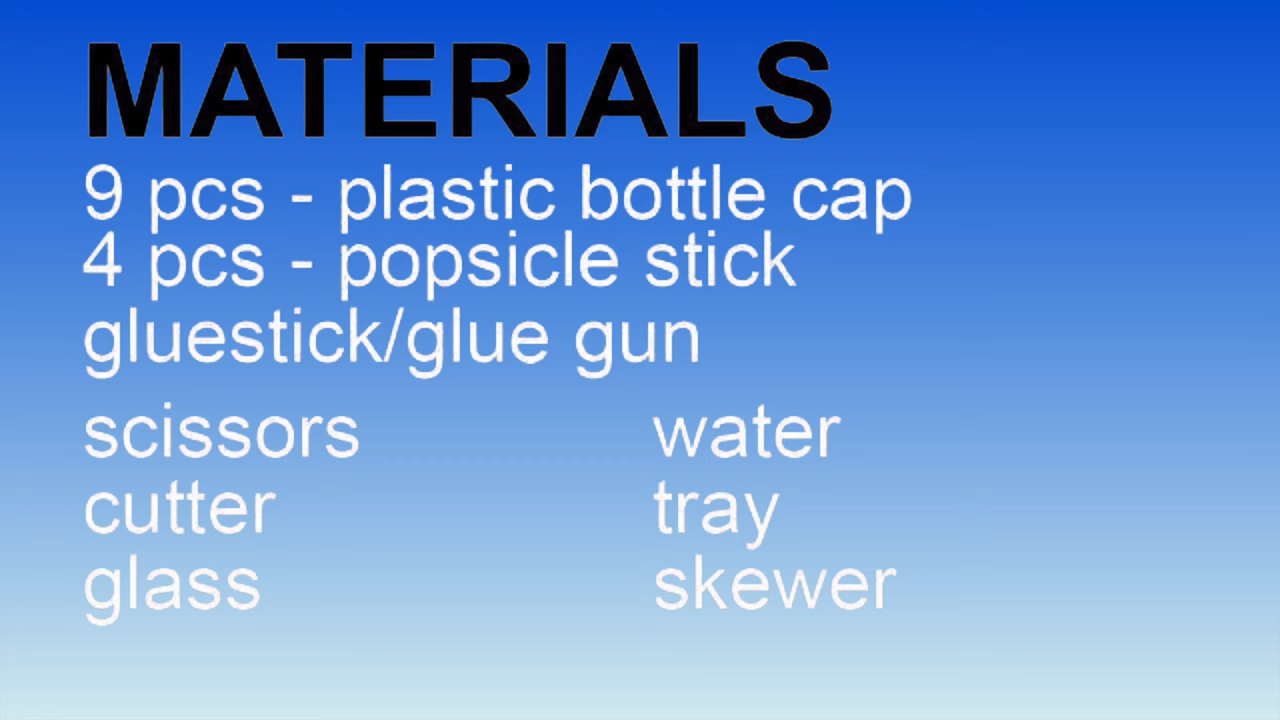 MATERIALS
9 pcs - plastic bottle cap
4 pcs - popsicle stick
gluestick/glue gun
scissors
cutter
glass
water
tray
skewer